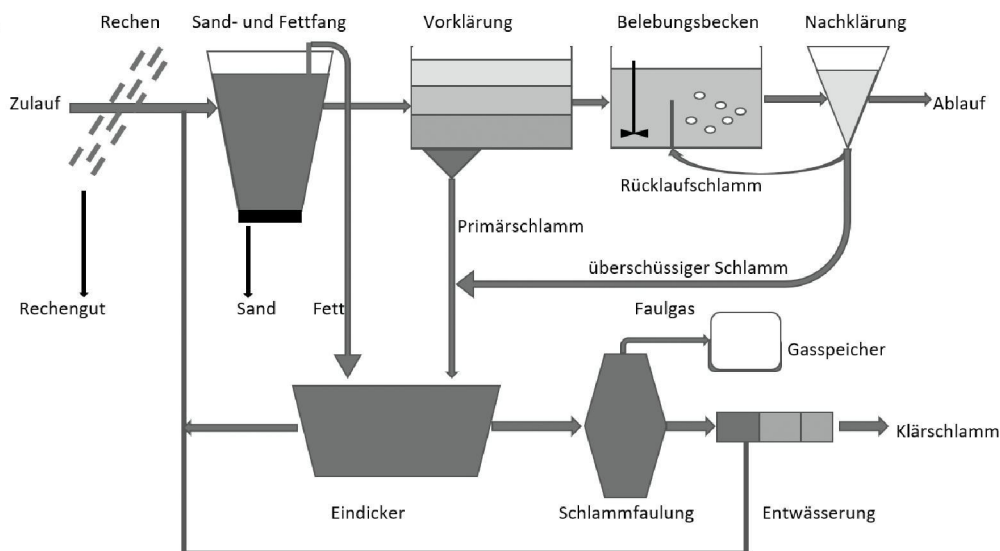 Rechen
Sand- und Fettfang
Vorklärung
Belebungsbecken
Nachklärung
Zulauf
Ablauf
Rücklaufschlamm
Primärschlamm
überschüssiger Schlamm
Rechengut
Sand
Fett
Faulgas
Gasspeicher
Klärschlamm
Eindicker
Schlammfaulung
Entwässerung